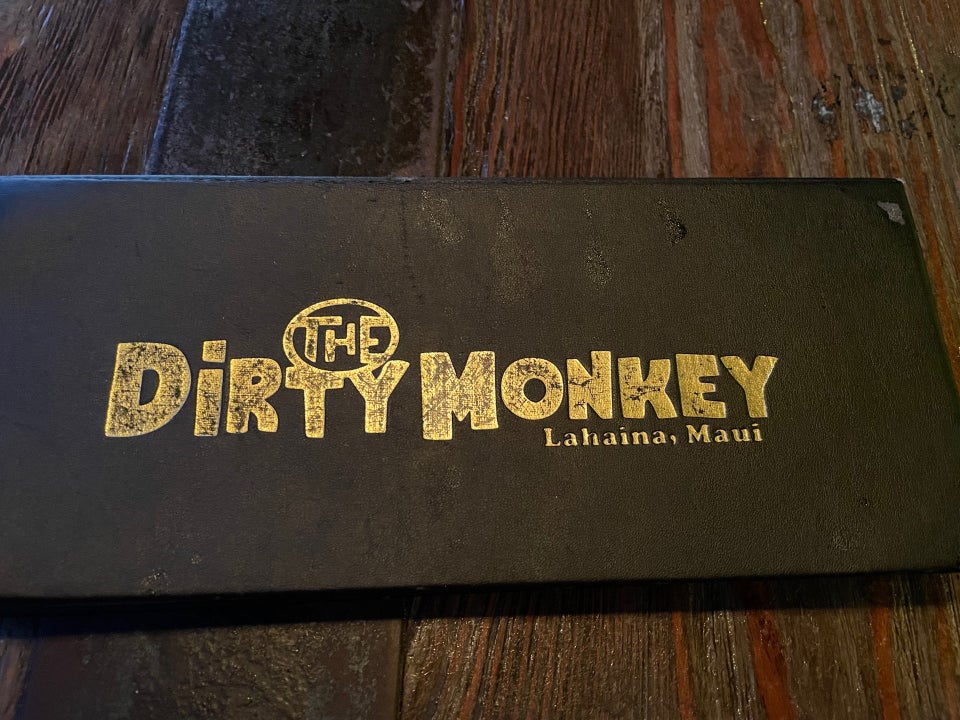 THE
DiRTY MONKEY
Lahaina, Maui